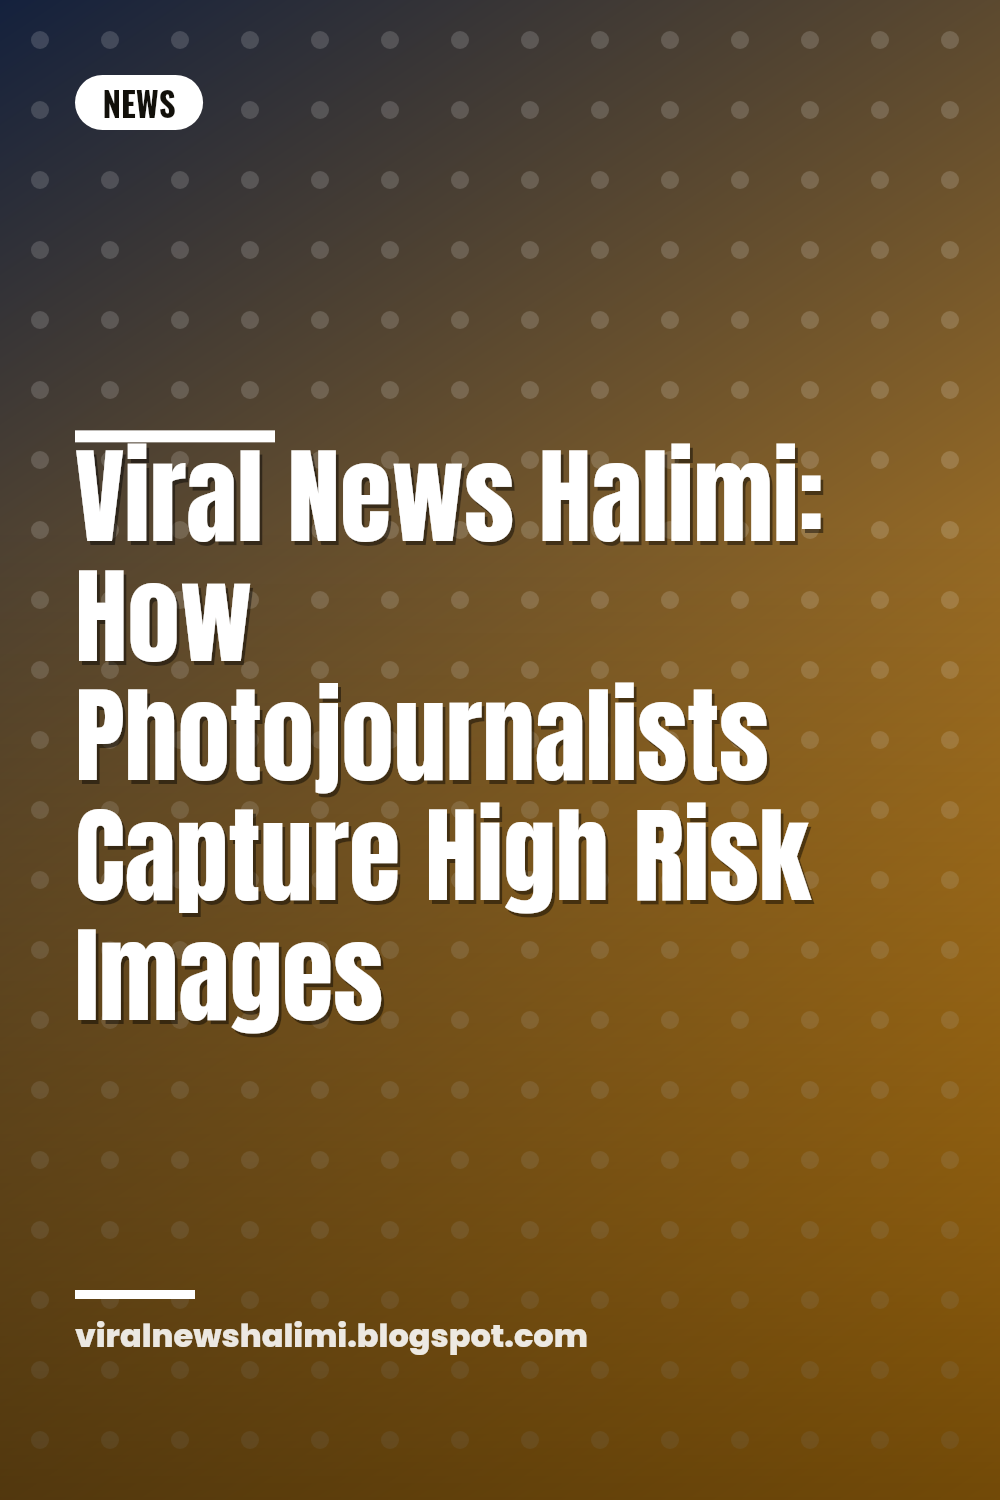 NEWS
Viral News Halimi:
How
Photojournalists
Capture High Risk
Images
viralnewshalimi.blogspot.com